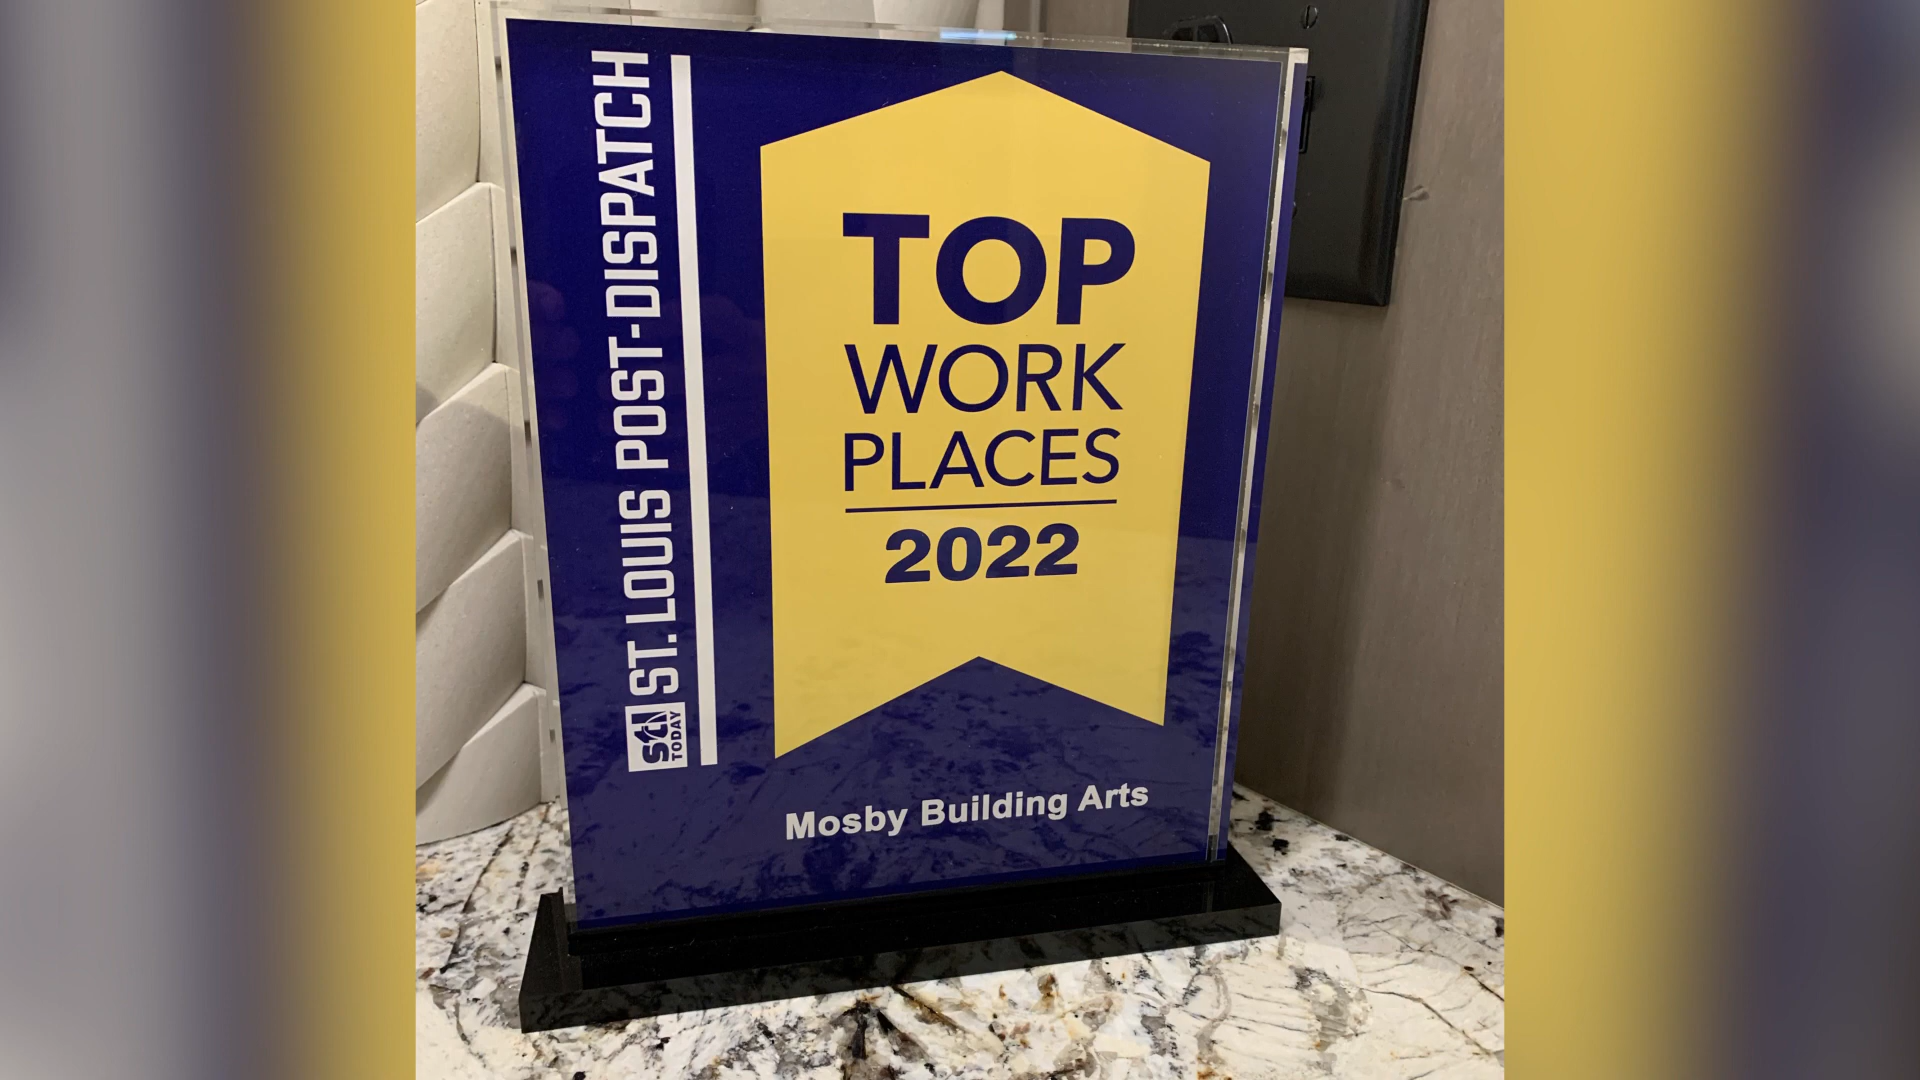 ST. LOUIS POST-DISPATCH
stl
TODAY
TOP
WORK
PLACES
2022
Mosby Building Arts